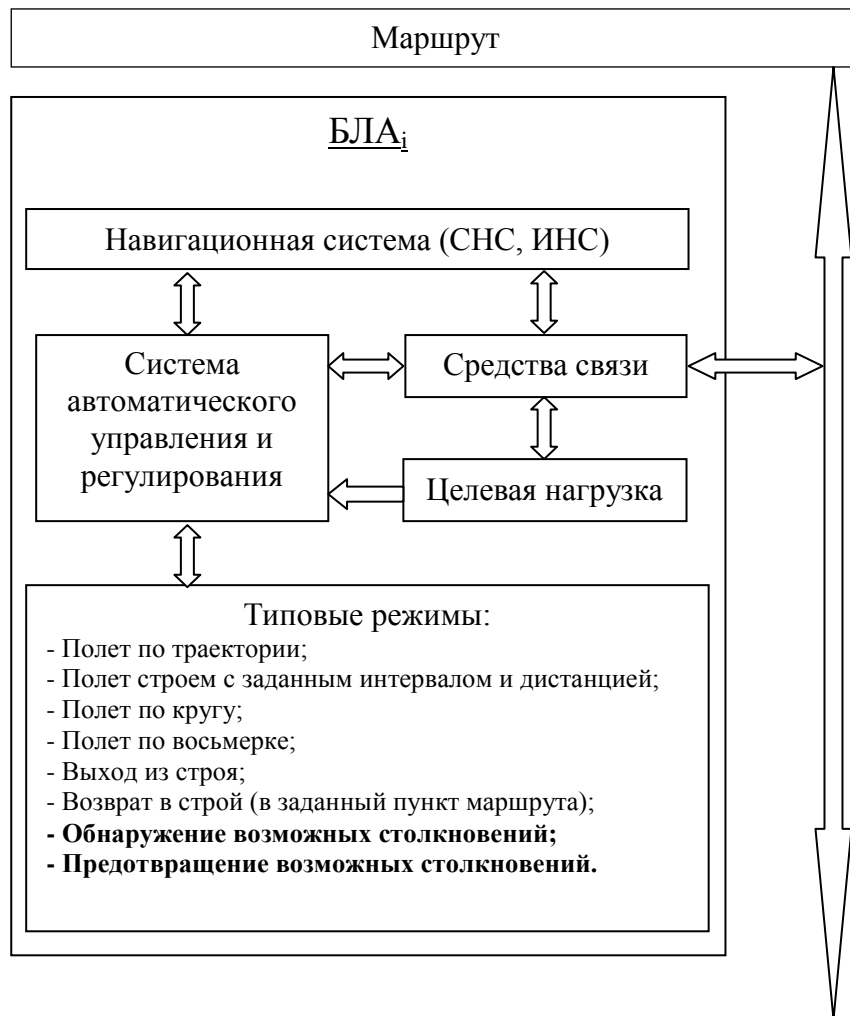 Маршрут
БЛАi
Навигационная система (СНС, ИНС)
Система
автоматического
управления и
регулирования
Средства связи
Целевая нагрузка
Типовые режимы:
- Полет по траектории;
- Полет строем с заданным интервалом и дистанцией;
- Полет по кругу;
- Полет по восьмерке;
- Выход из строя;
- Возврат в строй (в заданный пункт маршрута);
- Обнаружение возможных столкновений;
- Предотвращение возможных столкновений.